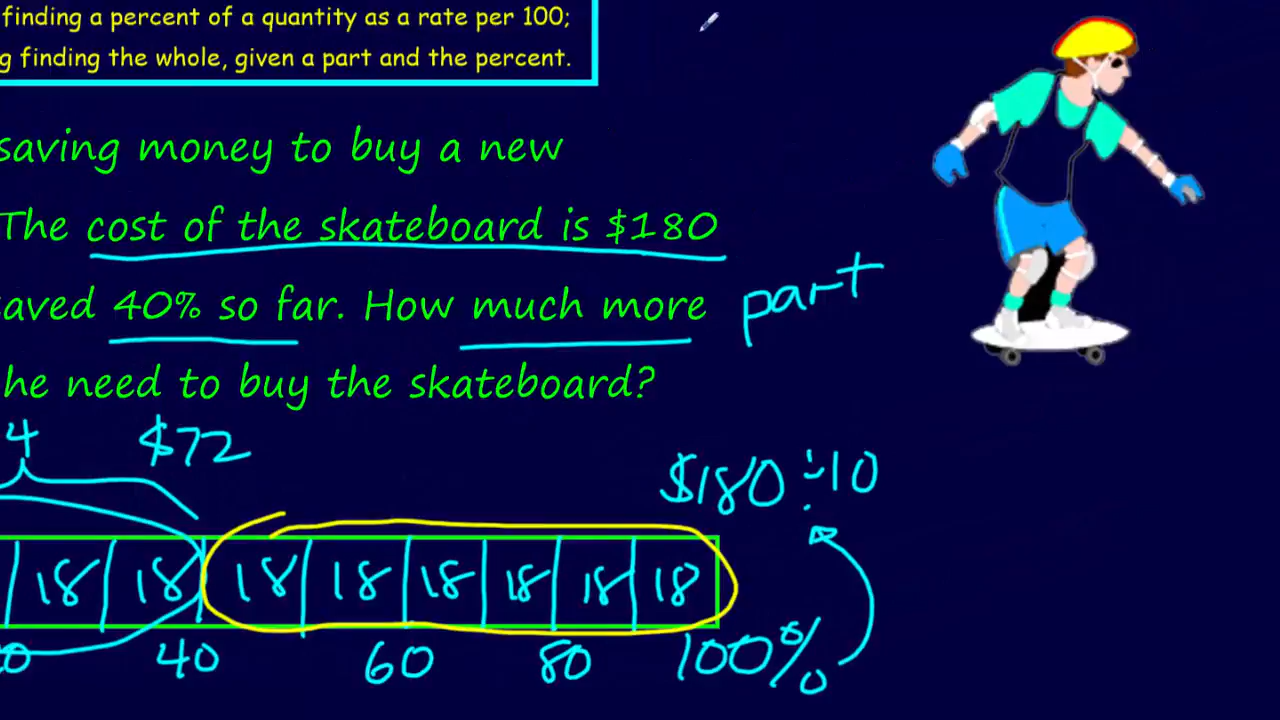 finding a percent of a quantity as a rate per 100;
g finding the whole, given a part and the percent.
saving money to buy a new
The cost of the skateboard is $180
aved 40% so far. How much more
part
he need to buy the skateboard?
4 $72
$180 ÷10
18 18 18 18 18 18 18 18
0 40 60 80 100%